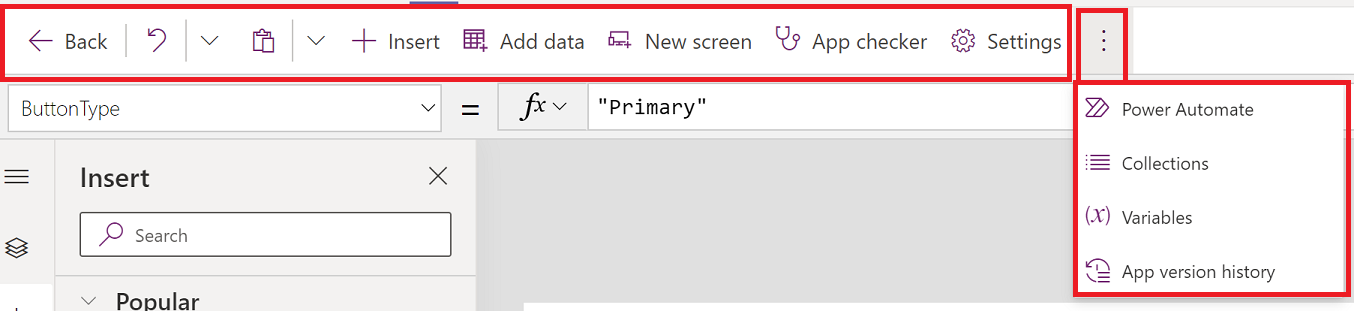 Back Insert Add data New screen App checker Settings
ButtonType = fx "Primary"
Power Automate
Insert
Collections
Variables
Search
App version history
Popular